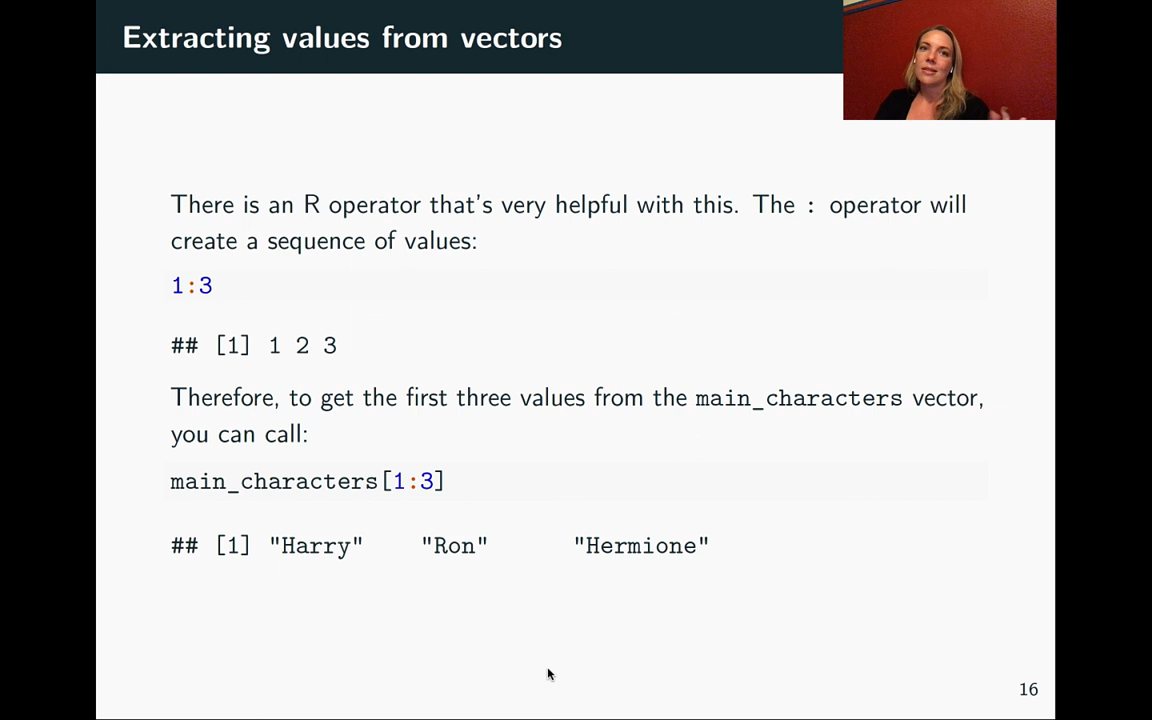 Extracting values from vectors
There is an R operator that's very helpful with this. The : operator will
create a sequence of values:
1:3
## [1] 1 2 3
Therefore, to get the first three values from the main_characters vector,
you can call:
main_characters[1:3]
## [1] "Harry" "Ron" "Hermione"
16